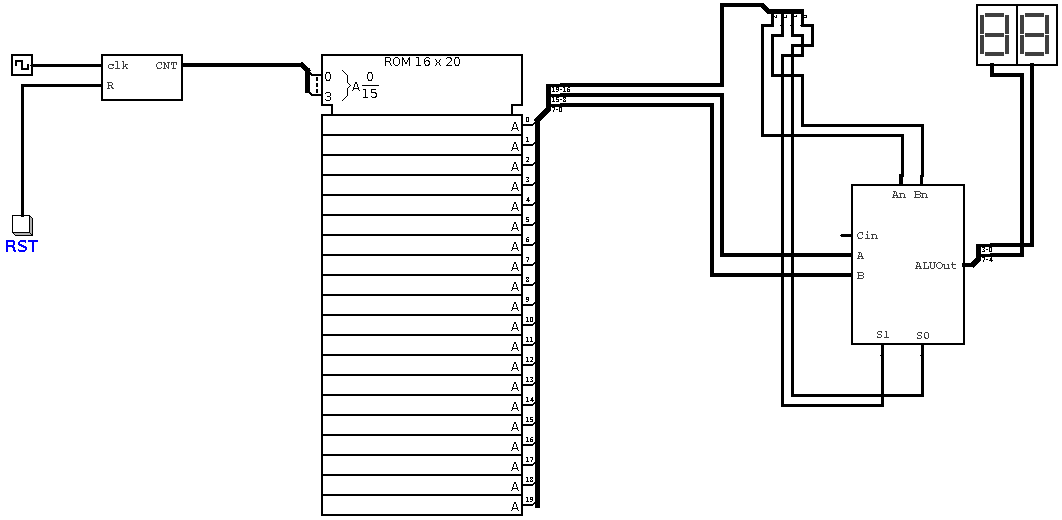 clk
CNT
R
RST
ROM 16 x 20
0
3
A
0
15
A
0
A
1
A
2
A
3
A
4
A
5
A
6
A
7
A
8
A
9
A
10
A
11
A
12
A
13
A
14
A
15
A
16
A
17
A
18
A
19
19-16
15-8
7-0
An Bn
Cin
A
B
ALUOut
S1
S0
3-0
7-4
88